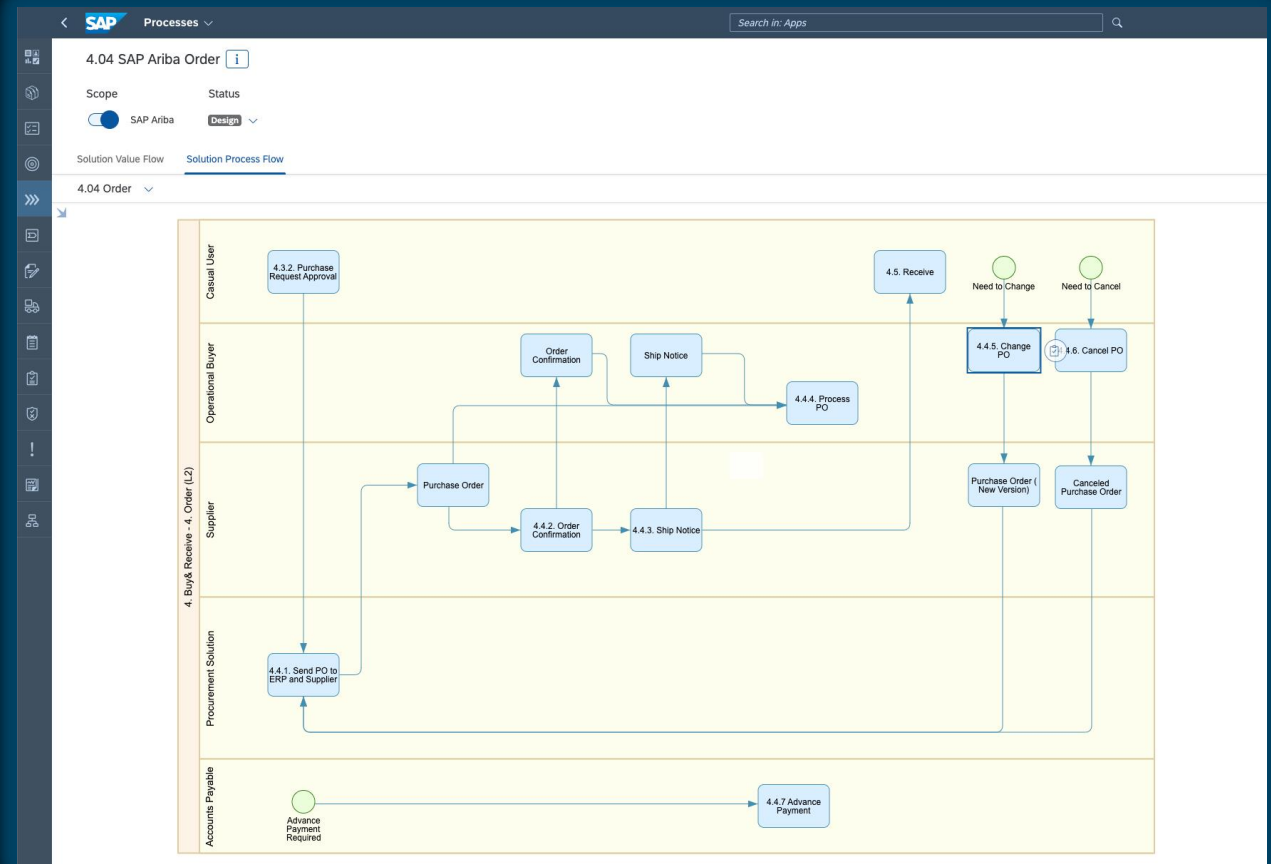 SAP
Processes
Search in: Apps
4.04 SAP Ariba Order
i
Scope
Status
SAP Ariba
Design
Solution Value Flow
Solution Process Flow
4.04 Order
4. Buy& Receive - 4. Order (L2)
Casual User
4.3.2. Purchase
Request Approval
4.5. Receive
Need to Change
Need to Cancel
Operational Buyer
Order
Confirmation
Ship Notice
4.4.4. Process
PO
4.4.5. Change
PO
4.6. Cancel PO
Supplier
Purchase Order
4.4.2. Order
Confirmation
4.4.3. Ship Notice
Purchase Order (
New Version)
Canceled
Purchase Order
Procurement Solution
4.4.1. Send PO to
ERP and Supplier
Accounts Payable
Advance
Payment
Required
4.4.7 Advance
Payment